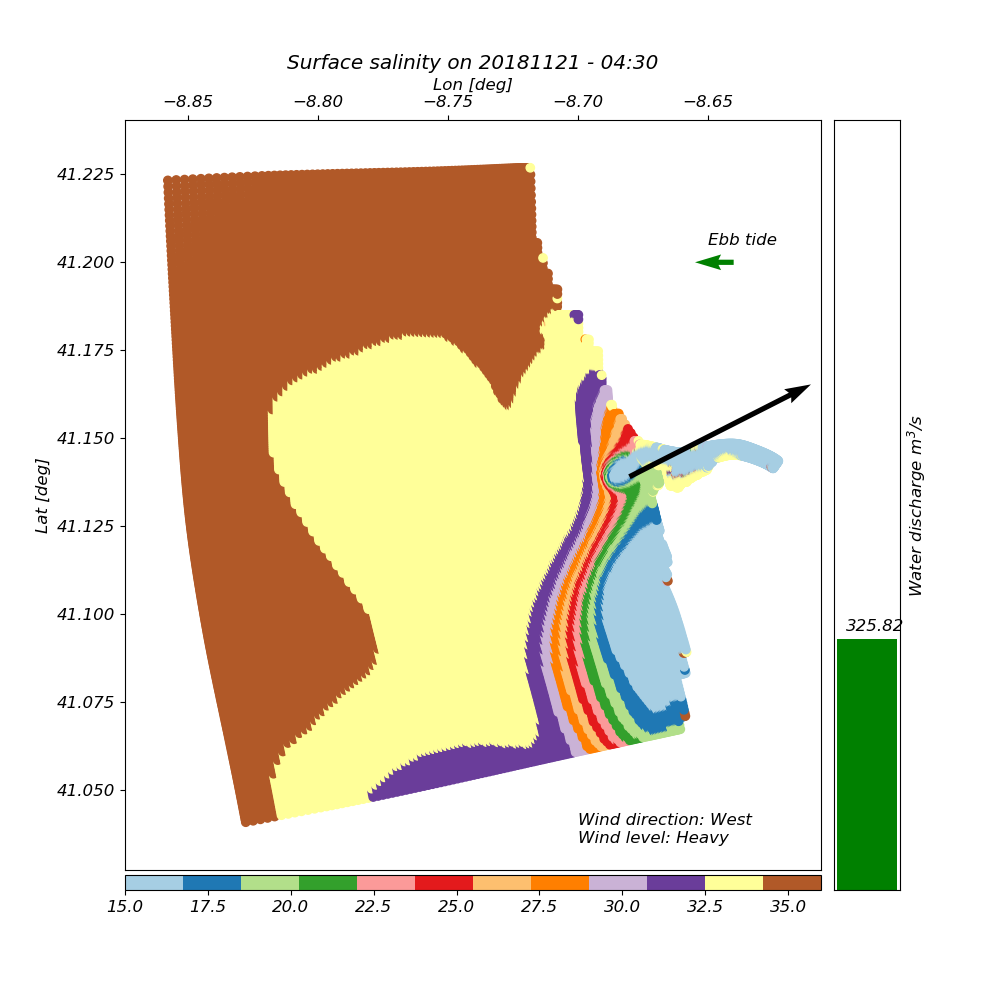 Surface salinity on 20181121 - 04:30
Lon [deg]
−8.85 −8.80 −8.75 −8.70 −8.65
41.225
41.200
41.175
41.150
41.125
41.100
41.075
41.050
Lat [deg]
Ebb tide
Wind direction: West
Wind level: Heavy
325.82
Water discharge m³/s
15.0 17.5 20.0 22.5 25.0 27.5 30.0 32.5 35.0